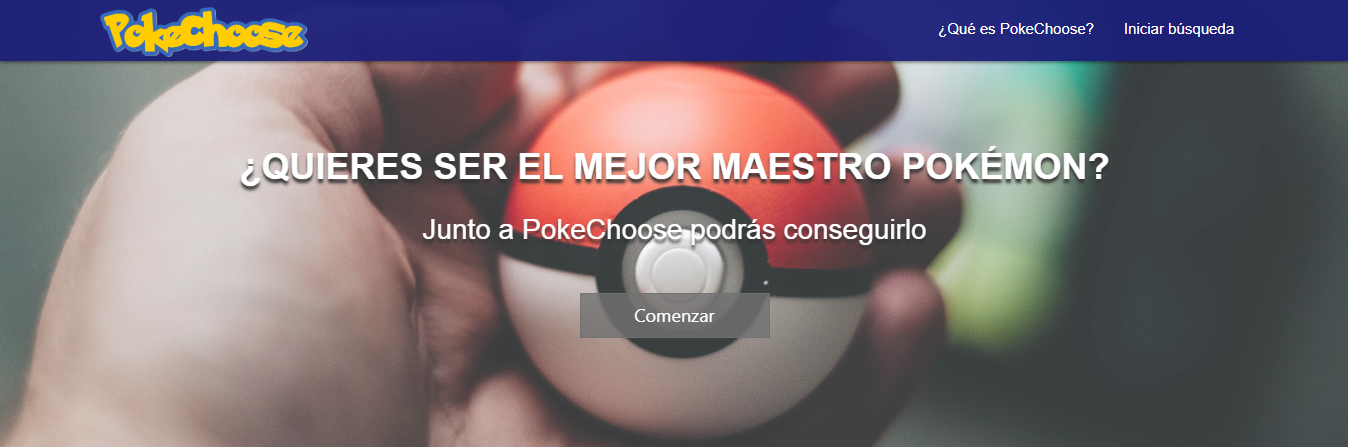 PokeChoose
¿Qué es PokeChoose? Iniciar búsqueda
¿QUIERES SER EL MEJOR MAESTRO POKÉMON?
Junto a PokeChoose podrás conseguirlo
Comenzar